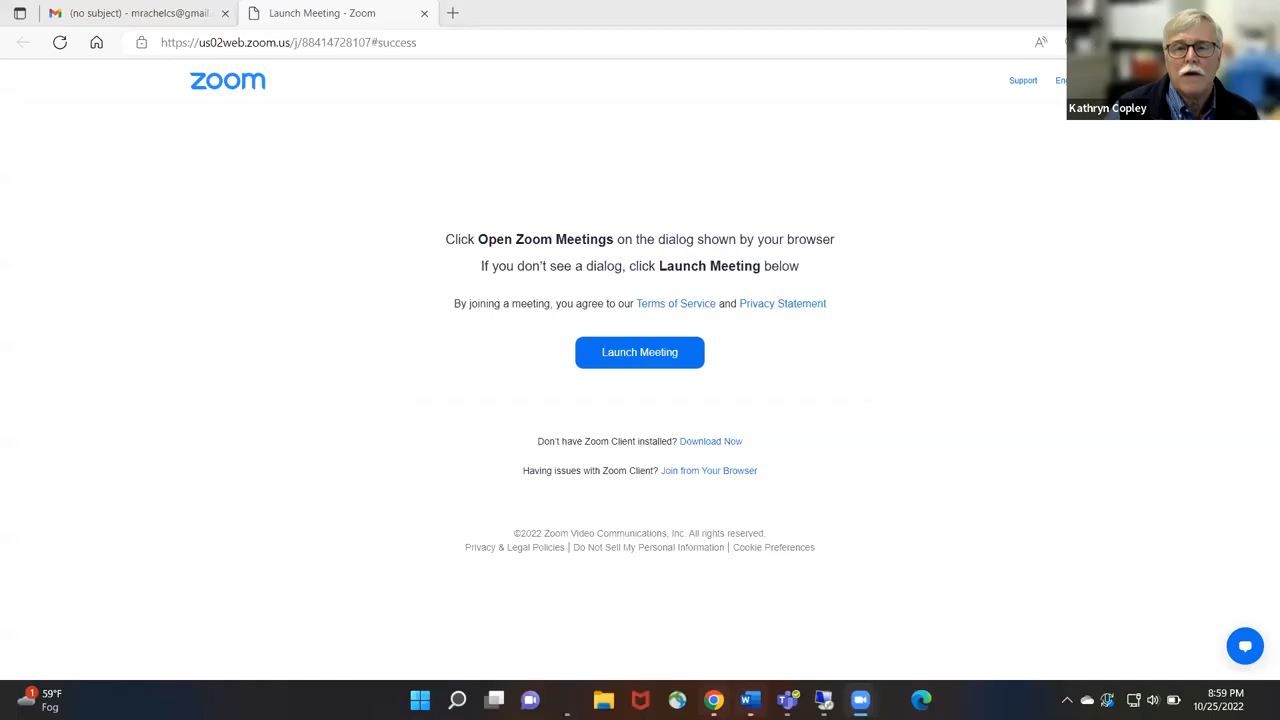 (no subject) - mrachelcs@gmail.
Launch Meeting - Zoom
https://us02web.zoom.us/j/88414728107#success
zoom
Support
Kathryn Copley
Click Open Zoom Meetings on the dialog shown by your browser
If you don't see a dialog, click Launch Meeting below
By joining a meeting, you agree to our Terms of Service and Privacy Statement
Launch Meeting
Don't have Zoom Client installed? Download Now
Having issues with Zoom Client? Join from Your Browser
©2022 Zoom Video Communications, Inc. All rights reserved.
Privacy & Legal Policies | Do Not Sell My Personal Information | Cookie Preferences
1
59°F
Fog
8:59 PM
10/25/2022